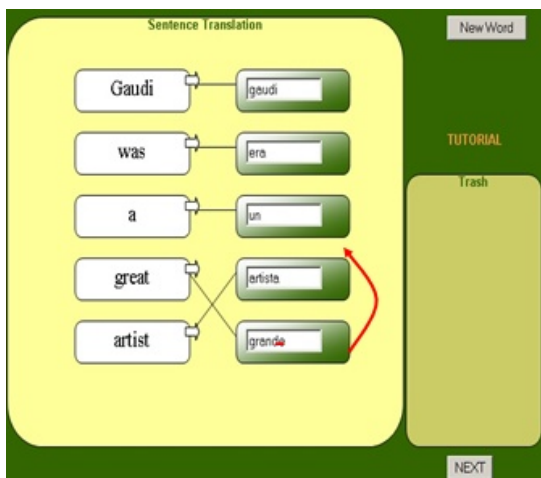 Sentence Translation
New Word
Gaudi gaudi
was era
TUTORIAL
a un
Trash
great artista
artist grande
NEXT